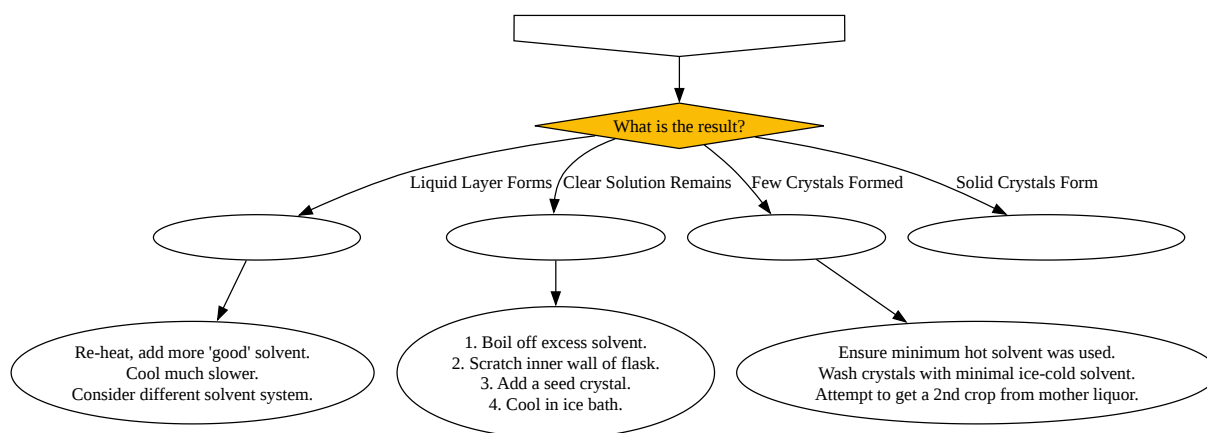 What is the result?
Liquid Layer Forms
Clear Solution Remains
Few Crystals Formed
Solid Crystals Form
Re-heat, add more 'good' solvent.
Cool much slower.
Consider different solvent system.
1. Boil off excess solvent.
2. Scratch inner wall of flask.
3. Add a seed crystal.
4. Cool in ice bath.
Ensure minimum hot solvent was used.
Wash crystals with minimal ice-cold solvent.
Attempt to get a 2nd crop from mother liquor.